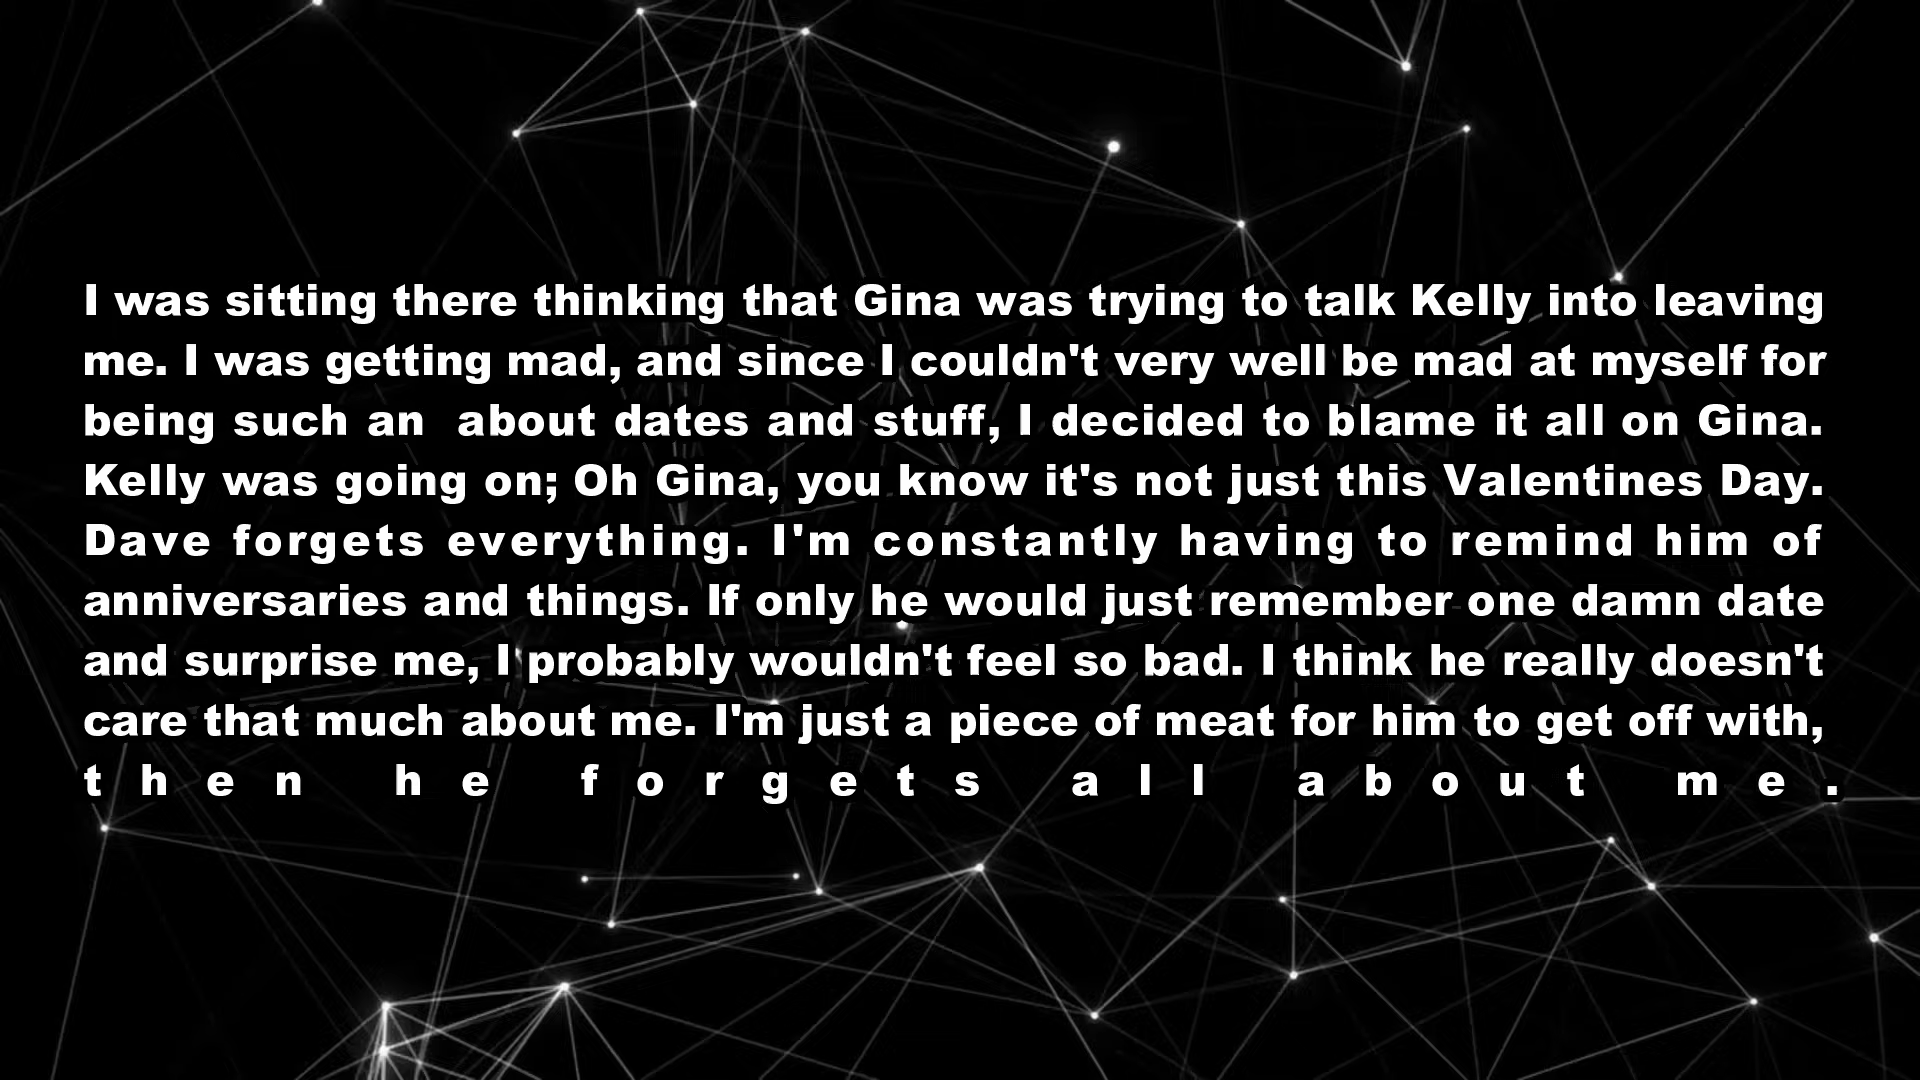 I was sitting there thinking that Gina was trying to talk Kelly into leaving
me. I was getting mad, and since I couldn't very well be mad at myself for
being such an  about dates and stuff, I decided to blame it all on Gina.
Kelly was going on; Oh Gina, you know it's not just this Valentines Day.
Dave forgets everything. I'm constantly having to remind him of
anniversaries and things. If only he would just remember one damn date
and surprise me, I probably wouldn't feel so bad. I think he really doesn't
care that much about me. I'm just a piece of meat for him to get off with,
then he forgets all about me.